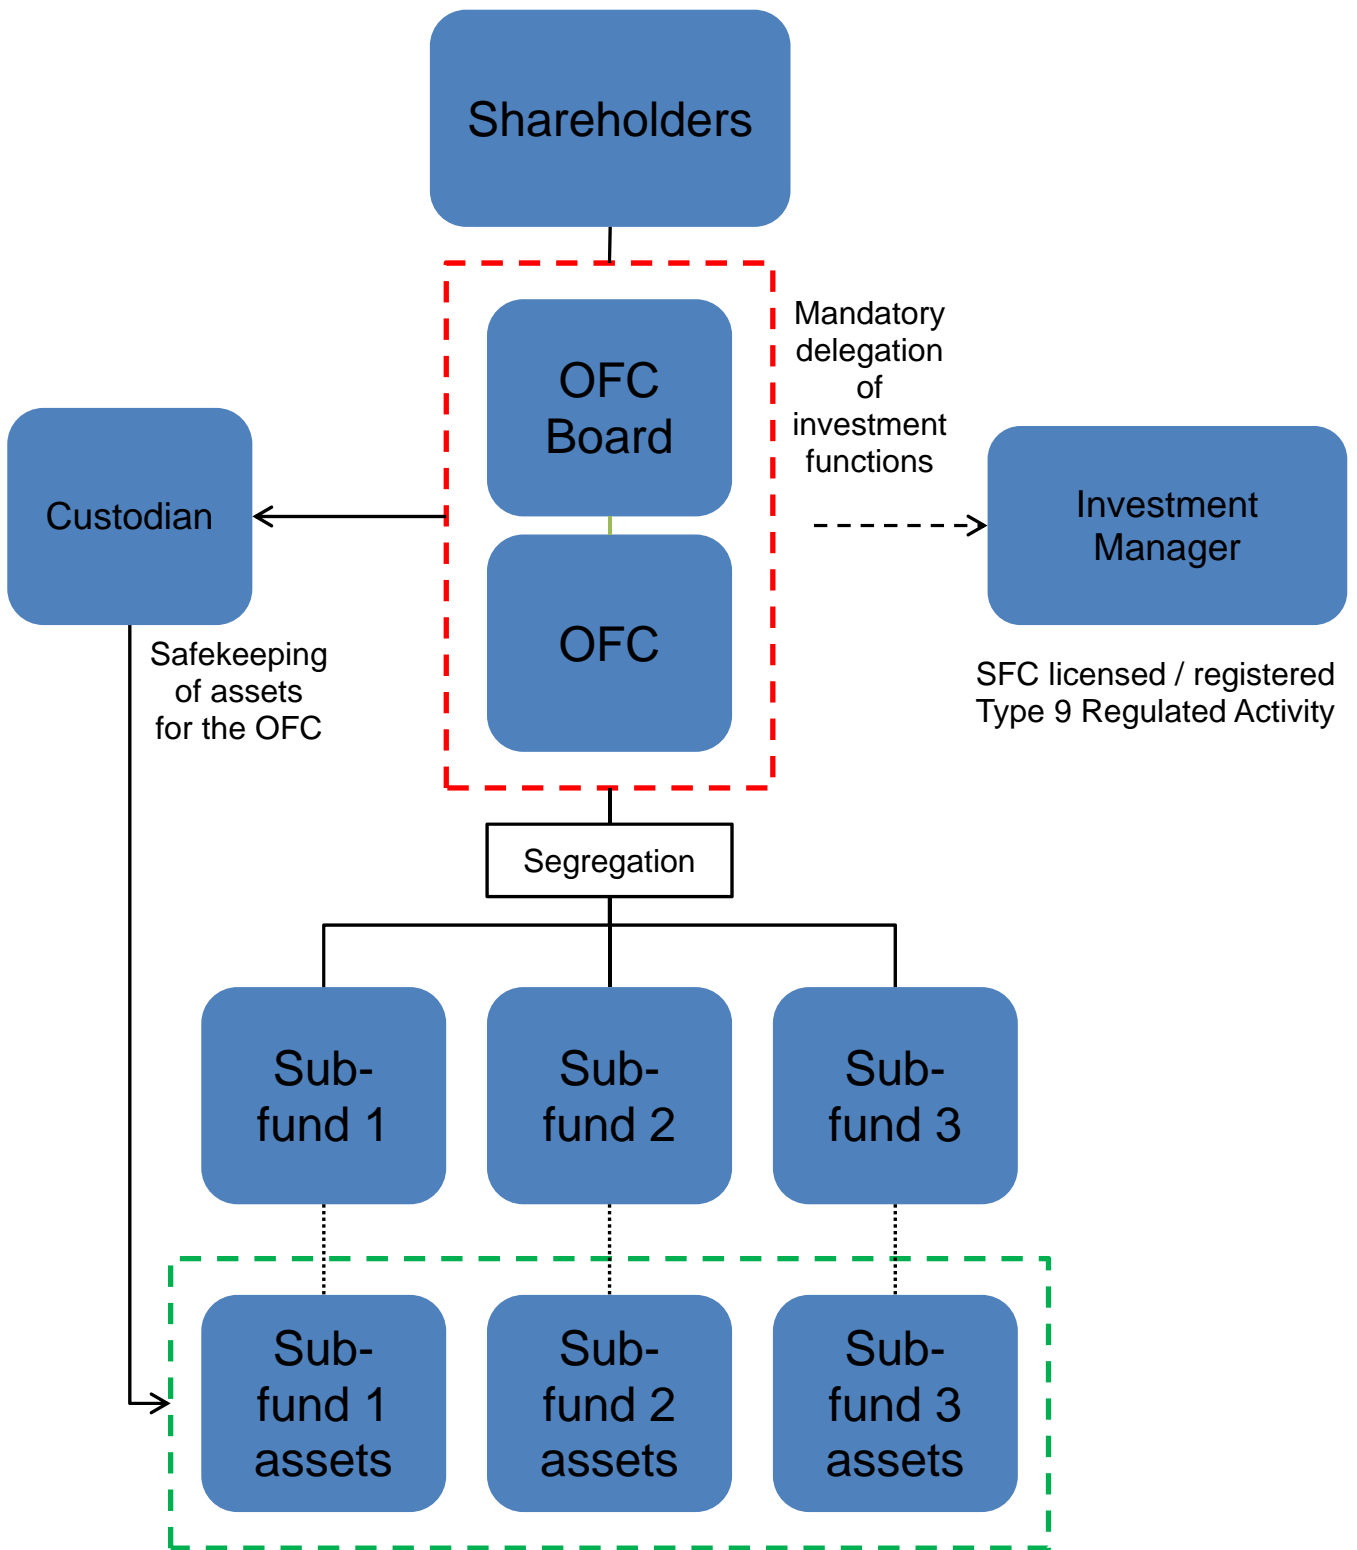 Shareholders
OFC
Board
Mandatory
delegation
of
investment
functions
Custodian
Investment
Manager
OFC
Safekeeping
of assets
for the OFC
SFC licensed / registered
Type 9 Regulated Activity
Segregation
Sub-
fund 1
Sub-
fund 2
Sub-
fund 3
Sub-
fund 1
assets
Sub-
fund 2
assets
Sub-
fund 3
assets